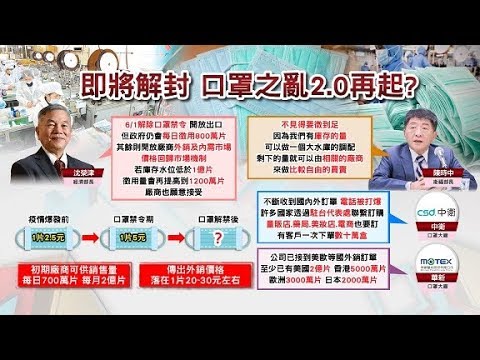 即將解封 口罩之亂2.0再起?
沈榮津
經濟部長
6/1解除口罩禁令 開放出口
但政府仍會每日徵用800萬片
其餘則開放廠商外銷及內需市場
價格回歸市場機制
若庫存水位低於1億片
徵用量會再提高到1200萬片
廠商也願意接受
不見得要徵到足
因為我們有庫存的量
可以做一個大水庫的調配
剩下的量就可以由相關的廠商
來做比較自由的買賣
陳時中
衛福部長
疫情爆發前
口罩禁令期
口罩解禁後
1片2.5元
1片5元
?
初期廠商可供銷售量
每日700萬片 每月2億片
傳出外銷價格
落在1片20-30元左右
不斷收到國內外訂單 電話被打爆
許多國家透過駐台代表處聯繫訂購
量販店.藥局.美妝店.電商也要訂
有客戶一次下單數十萬盒
csd 中衛
中衛
口罩大廠
公司已接到美歐等國外銷訂單
至少已有美國2億片 香港5000萬片
歐洲3000萬片 日本2000萬片
MOTEX
華新
口罩大廠